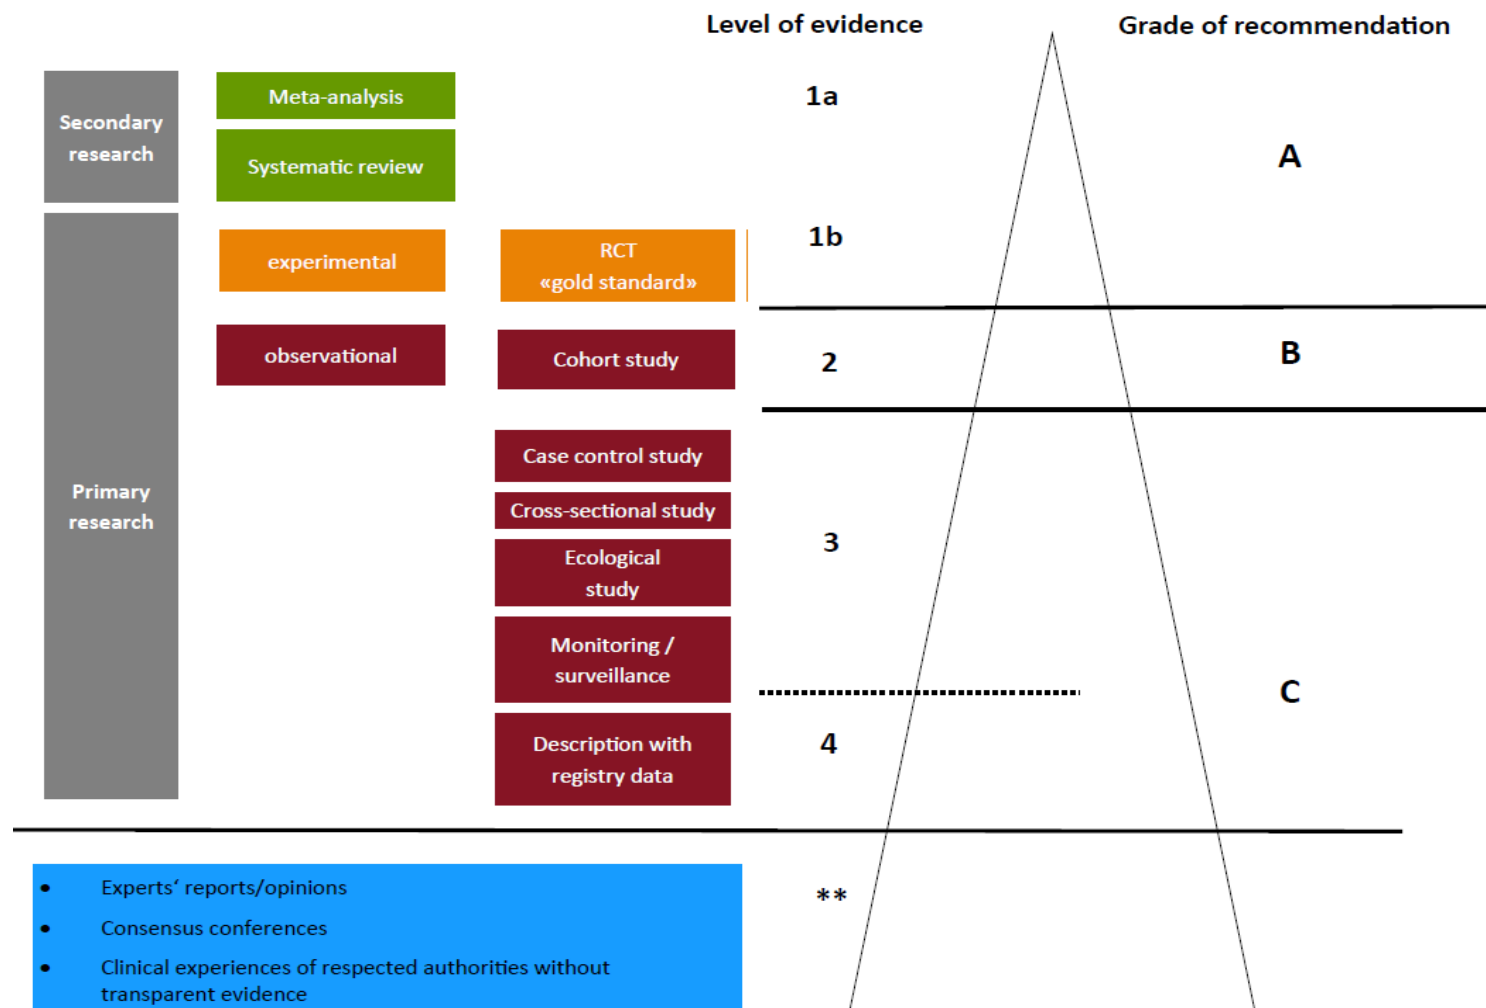 Level of evidence
Grade of recommendation
Secondary
research
Meta-analysis
Systematic review
1a
A
Primary
research
experimental
RCT
«gold standard»
1b
observational
Cohort study
2
B
Case control study
Cross-sectional study
Ecological
study
3
Monitoring /
surveillance
C
Description with
registry data
4
• Experts‘ reports/opinions
• Consensus conferences
• Clinical experiences of respected authorities without
transparent evidence
**